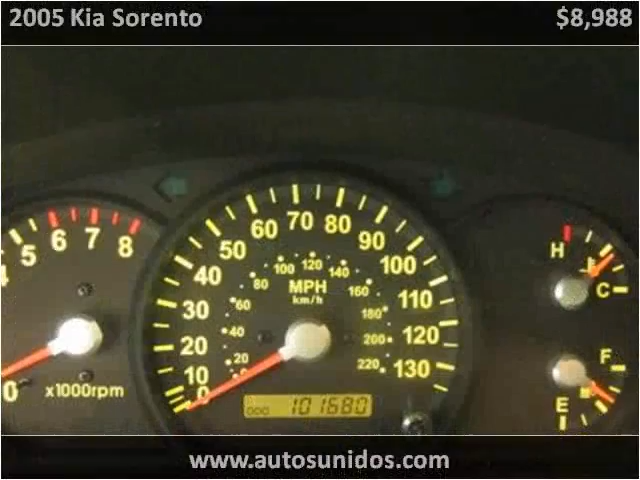 2005 Kia Sorento $8,988
5 6 7 8
0 x1000rpm
0 10 20 30 40 50 60 70 80 90 100 110 120 130
MPH
km/h
20 40 60 80 100 120 140 160 180 200 220
ODO 101680
H
C
F
E
www.autosunidos.com